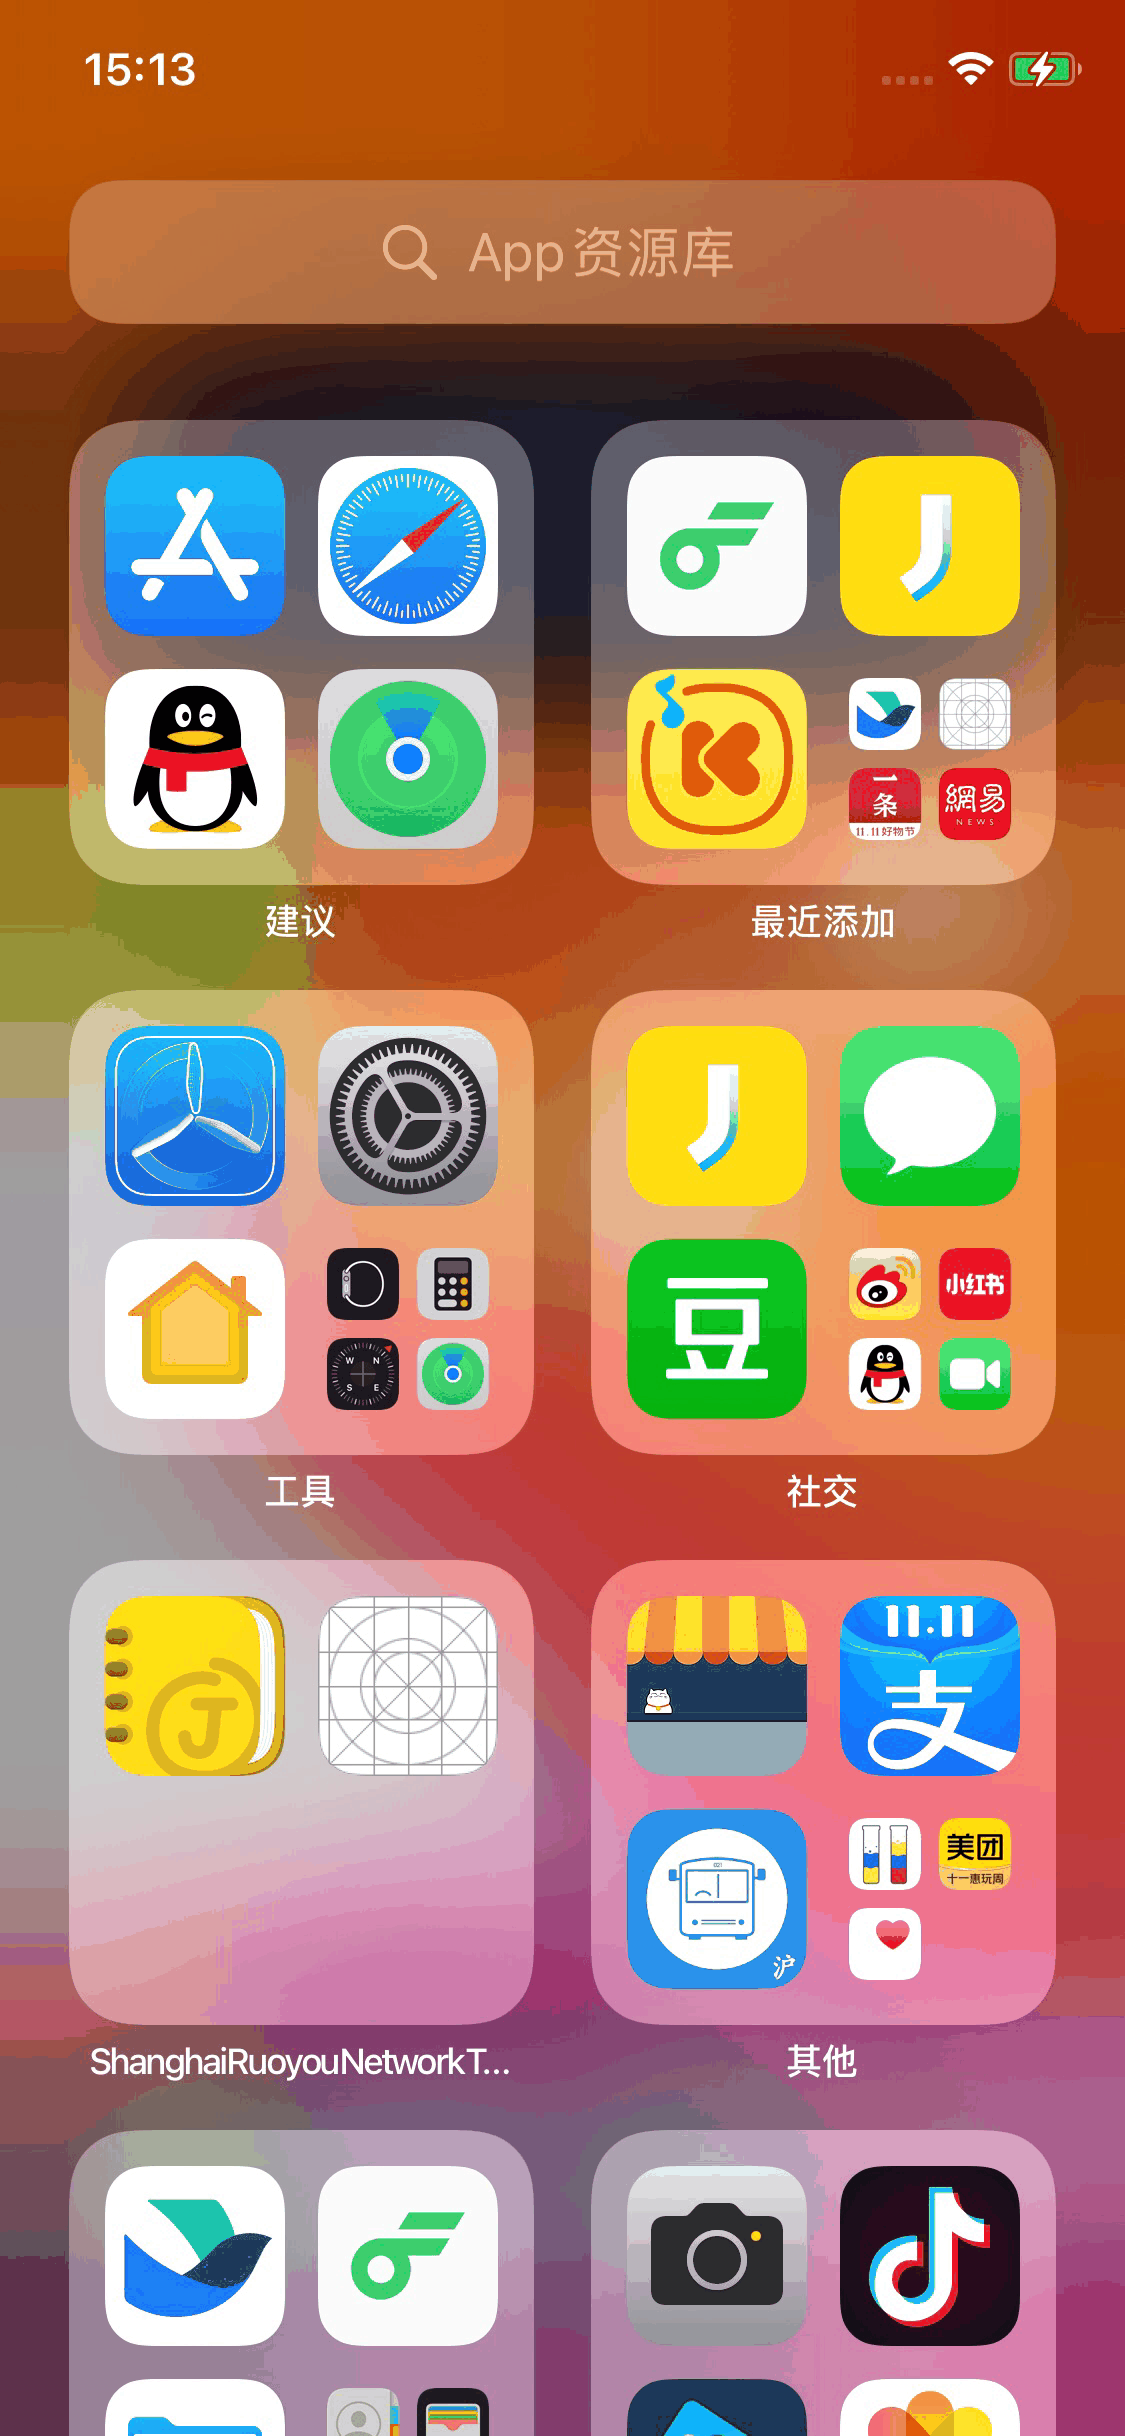 15:13
App资源库
一
条
11.11好物节
網易
NEWS
建议
最近添加
豆
W N
S E
小红书
工具
社交
J
11.11
支
021
沪
美团
十一惠玩周
ShanghaiRuoyouNetworkT...
其他